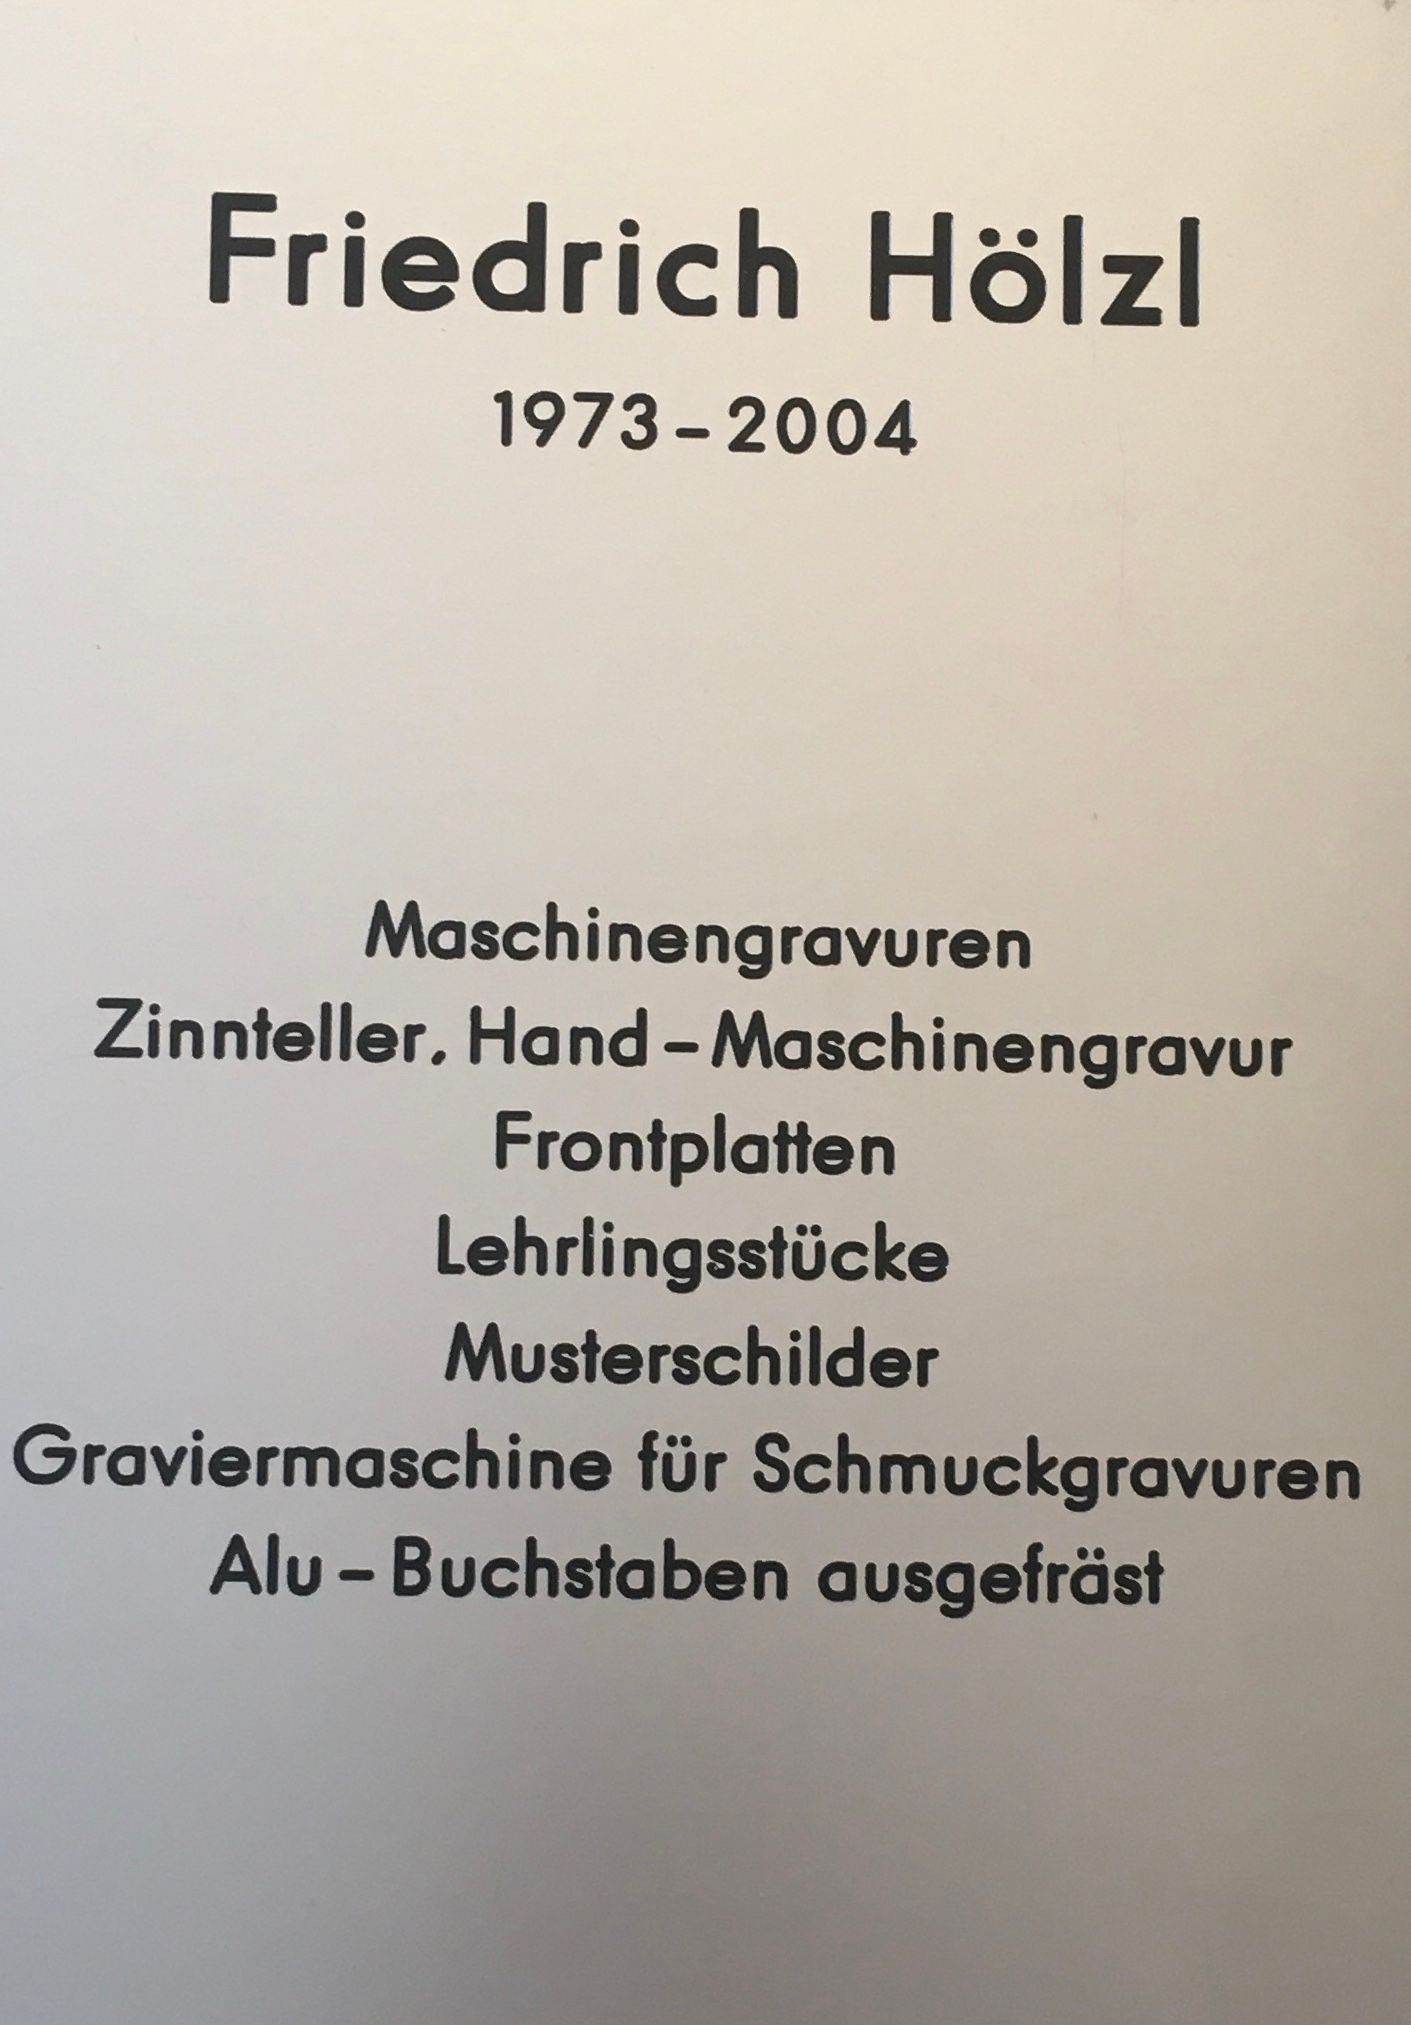 Friedrich Hölzl
1973 – 2004
Maschinengravuren
Zinnteller. Hand – Maschinengravur
Frontplatten
Lehrlingsstücke
Musterschilder
Graviermaschine für Schmuckgravuren
Alu – Buchstaben ausgefräst